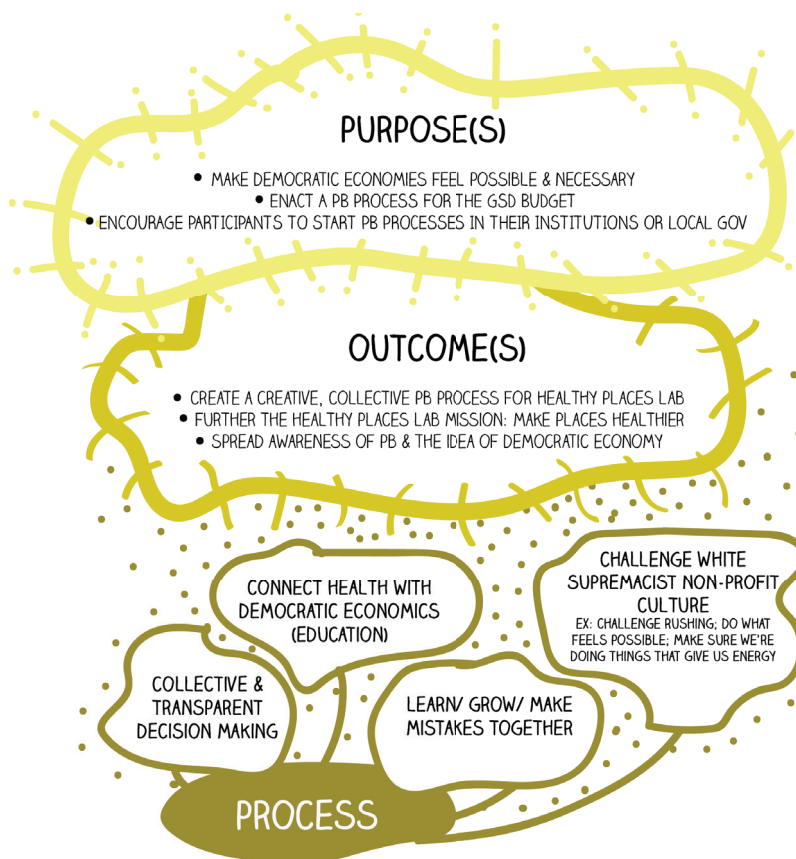 PURPOSE(S)
• MAKE DEMOCRATIC ECONOMIES FEEL POSSIBLE & NECESSARY
• ENACT A PB PROCESS FOR THE GSD BUDGET
• ENCOURAGE PARTICIPANTS TO START PB PROCESSES IN THEIR INSTITUTIONS OR LOCAL GOV
OUTCOME(S)
• CREATE A CREATIVE, COLLECTIVE PB PROCESS FOR HEALTHY PLACES LAB
• FURTHER THE HEALTHY PLACES LAB MISSION: MAKE PLACES HEALTHIER
• SPREAD AWARENESS OF PB & THE IDEA OF DEMOCRATIC ECONOMY
CONNECT HEALTH WITH
DEMOCRATIC ECONOMICS
(EDUCATION)
CHALLENGE WHITE
SUPREMACIST NON-PROFIT
CULTURE
EX: CHALLENGE RUSHING; DO WHAT
FEELS POSSIBLE; MAKE SURE WE'RE
DOING THINGS THAT GIVE US ENERGY
COLLECTIVE &
TRANSPARENT
DECISION MAKING
LEARN/ GROW/ MAKE
MISTAKES TOGETHER
PROCESS